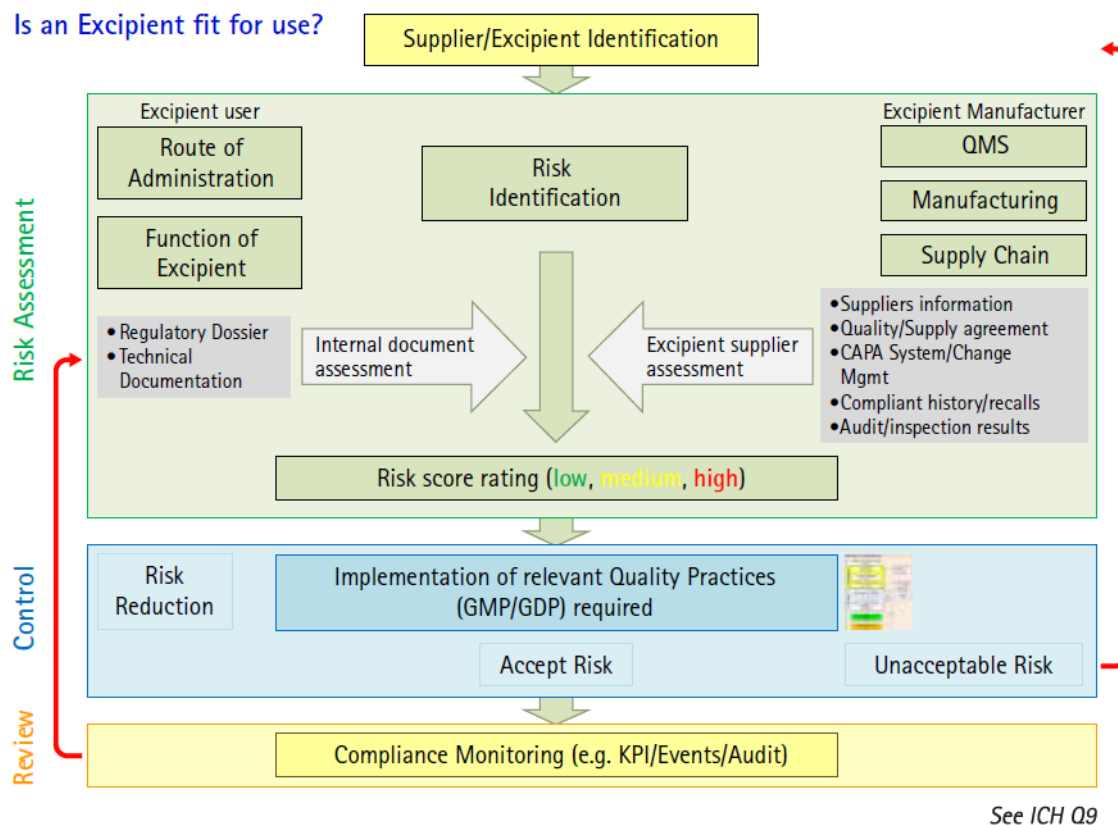 Is an Excipient fit for use?
Supplier/Excipient Identification
Risk Assessment
Excipient user
Route of
Administration
Function of
Excipient
•Regulatory Dossier
•Technical
Documentation
Risk
Identification
Internal document
assessment
Excipient supplier
assessment
Excipient Manufacturer
QMS
Manufacturing
Supply Chain
•Suppliers information
•Quality/Supply agreement
•CAPA System/Change
Mgmt
•Compliant history/recalls
•Audit/inspection results
Risk score rating (low, medium, high)
Control
Risk
Reduction
Implementation of relevant Quality Practices
(GMP/GDP) required
Accept Risk
Unacceptable Risk
Review
Compliance Monitoring (e.g. KPI/Events/Audit)
See ICH Q9